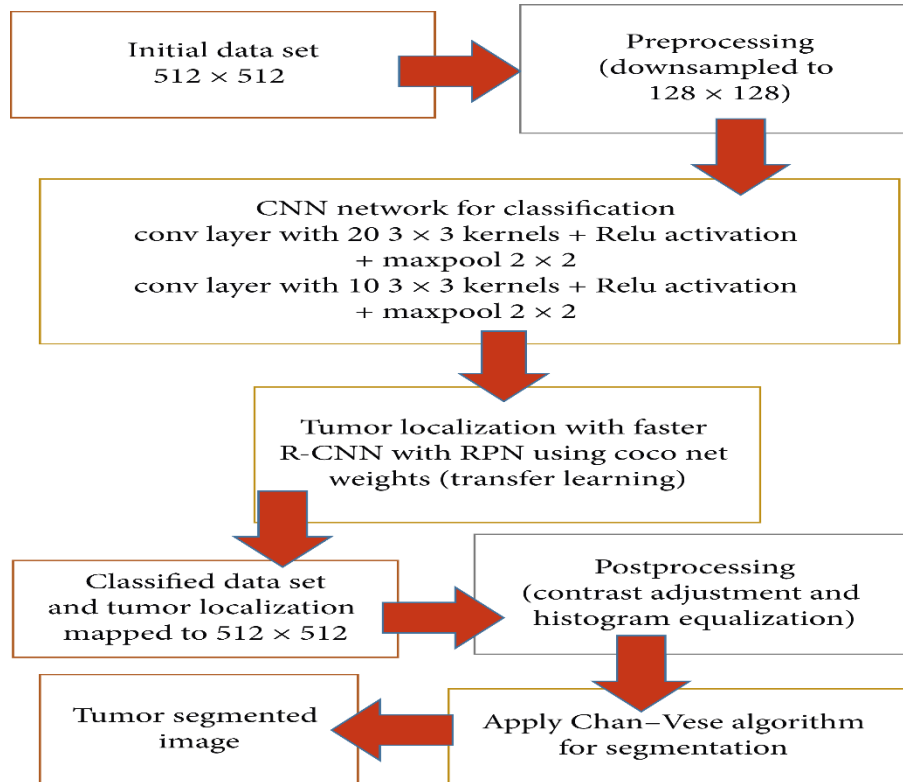 Initial data set
512 × 512
Preprocessing
(downsampled to
128 × 128)
CNN network for classification
conv layer with 20 3 × 3 kernels + Relu activation
+ maxpool 2 × 2
conv layer with 10 3 × 3 kernels + Relu activation
+ maxpool 2 × 2
Tumor localization with faster
R-CNN with RPN using coco net
weights (transfer learning)
Classified data set
and tumor localization
mapped to 512 × 512
Postprocessing
(contrast adjustment and
histogram equalization)
Apply Chan–Vese algorithm
for segmentation
Tumor segmented
image